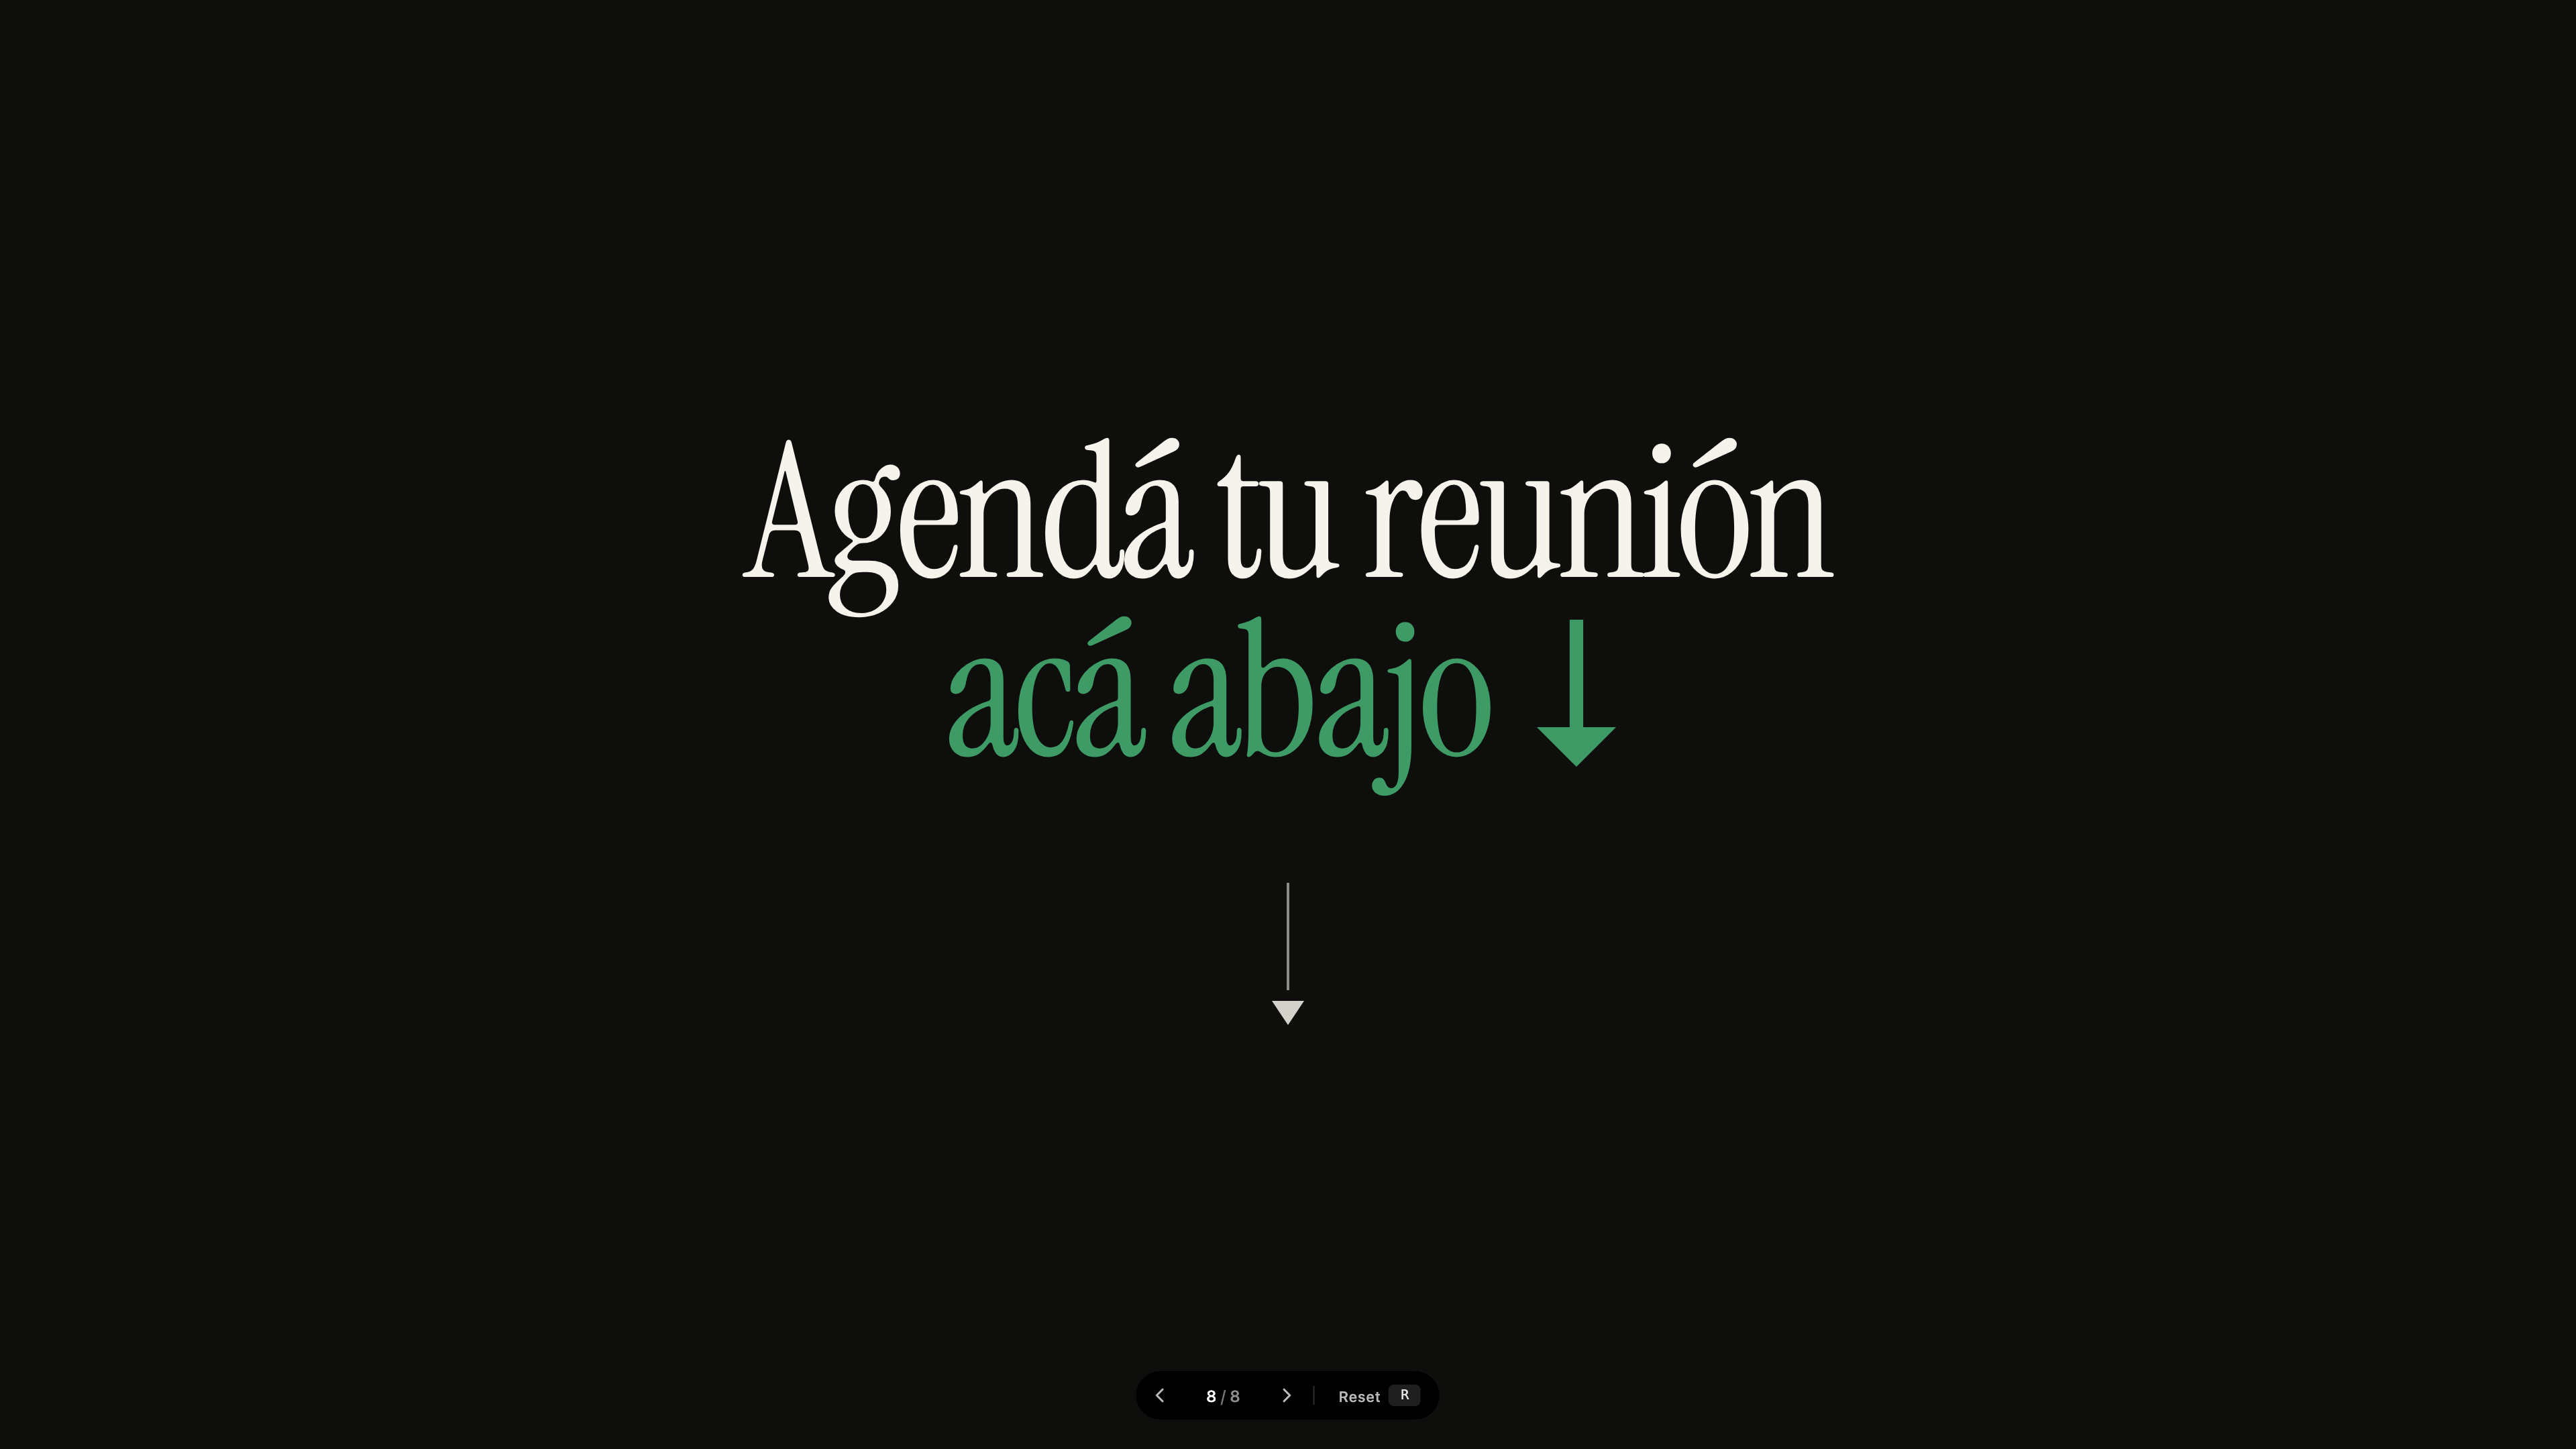 Agendá tu reunión
acá abajo ↓
8 / 8 Reset R